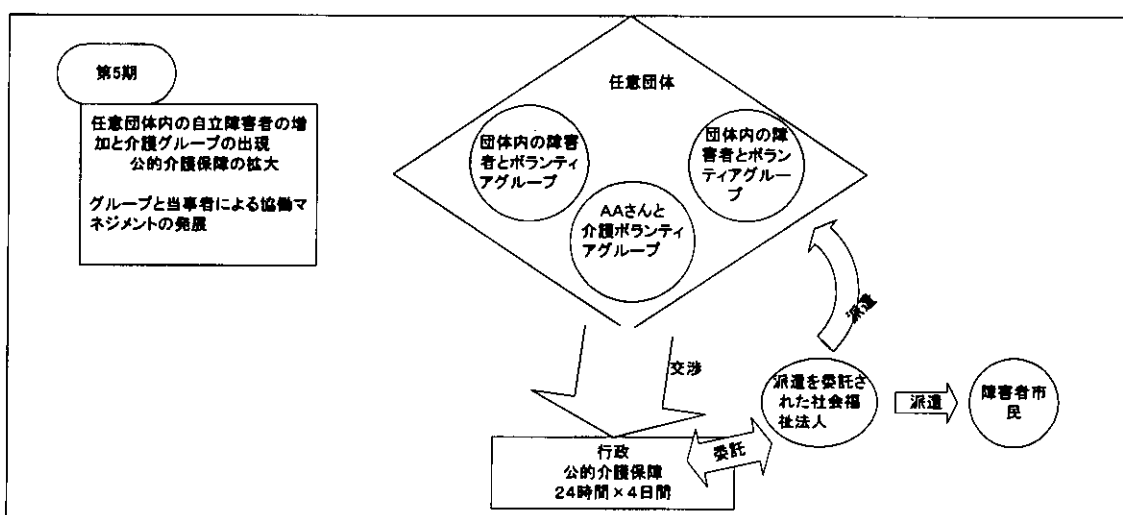 第5期
任意団体内の自立障害者の増
加と介護グループの出現
公的介護保障の拡大
グループと当事者による協働マ
ネジメントの発展
任意団体
団体内の障害
者とボランティ
アグループ
団体内の障
害者とボラン
ティアグルー
プ
AAさんと
介護ボランティ
アグループ
派遣
交渉
派遣を委託さ
れた社会福
祉法人
派遣
障害者市
民
委託
行政
公的介護保障
24時間×4日間